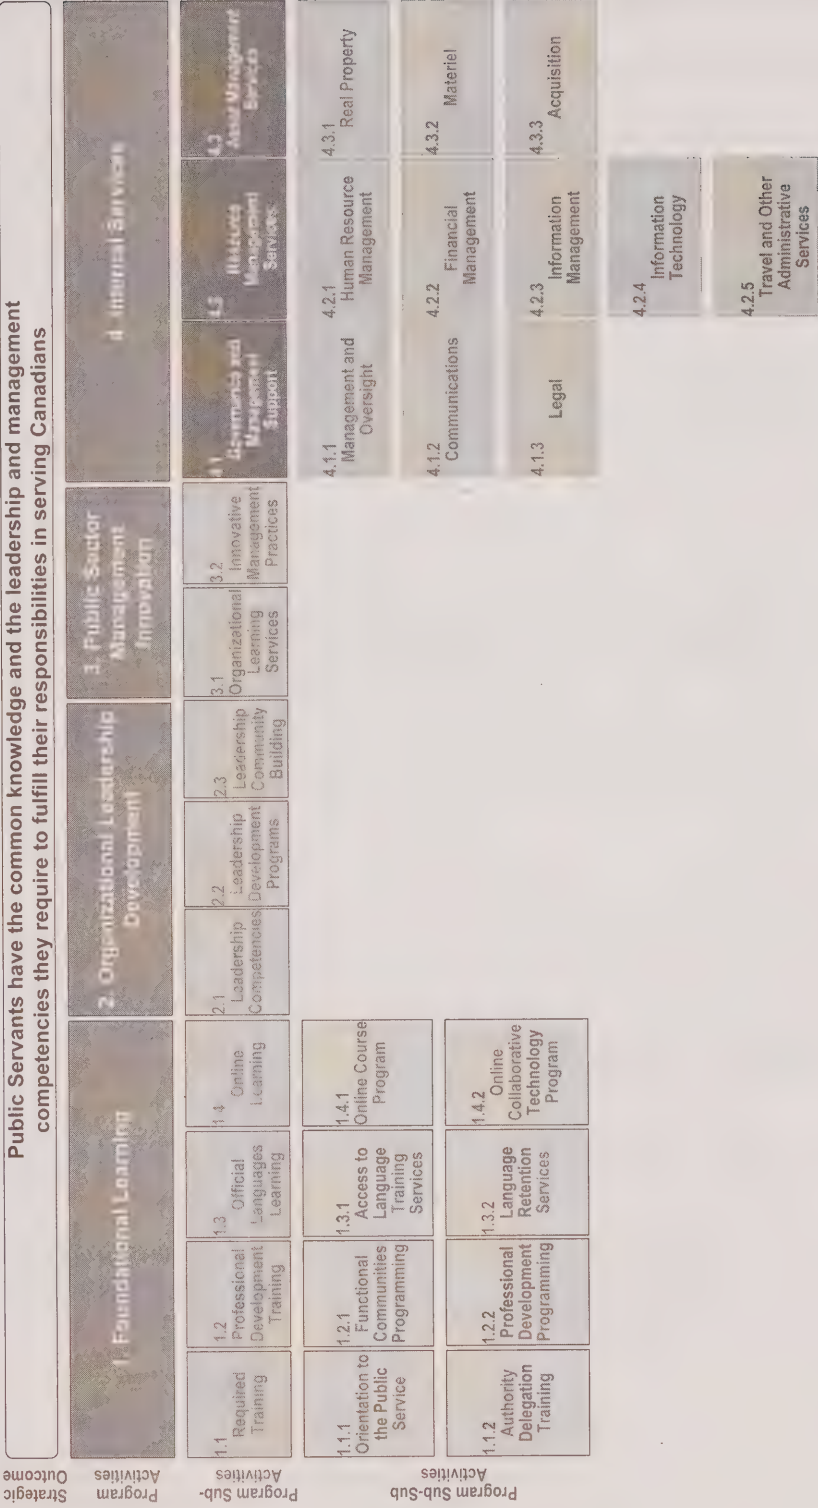 Strategic
Outcome
Public Servants have the common knowledge and the leadership and management
competencies they require to fulfill their responsibilities in serving Canadians
Program
Activities
1. Foundational Learning
2. Organizational Leadership
Development
3. Public Sector
Management
Innovation
4. Internal Services
Program Sub-
Activities
1.1
Required
Training
1.2
Professional
Development
Training
1.3
Official
Languages
Learning
1.4
Online
Learning
2.1
Leadership
Competencies
2.2
Leadership
Development
Programs
2.3
Leadership
Community
Building
3.1
Organizational
Learning
Services
3.2
Innovative
Management
Practices
4.1
Governance and
Management
Support
4.2
Resource
Management
Services
4.3
Asset Management
Services
Program Sub-Sub
Activities
1.1.1
Orientation to
the Public
Service
1.2.1
Functional
Communities
Programming
1.3.1
Access to
Language
Training
Services
1.4.1
Online Course
Program
4.1.1
Management and
Oversight
4.2.1
Human Resource
Management
4.3.1
Real Property
1.1.2
Authority
Delegation
Training
1.2.2
Professional
Development
Programming
1.3.2
Language
Retention
Services
1.4.2
Online
Collaborative
Technology
Program
4.1.2
Communications
4.2.2
Financial
Management
4.3.2
Materiel
4.1.3
Legal
4.2.3
Information
Management
4.3.3
Acquisition
4.2.4
Information
Technology
4.2.5
Travel and Other
Administrative
Services